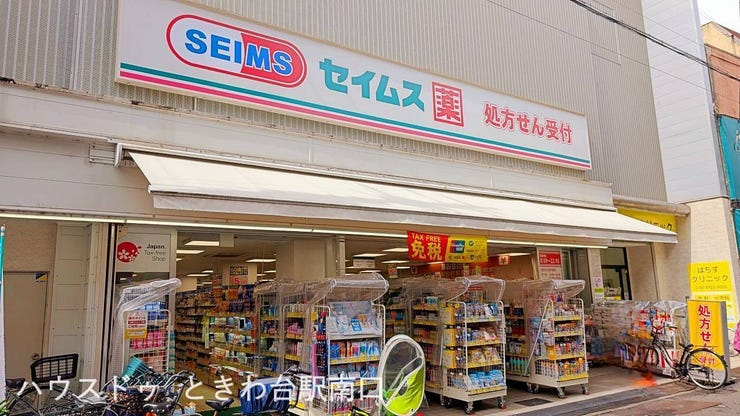 SEIMS セイムス 薬 処方せん受付
TAX FREE
免税
Japan.
Tax-free
Shop
はちす
クリニック
処方せん
受付
ハウスドゥ ときわ台駅南口